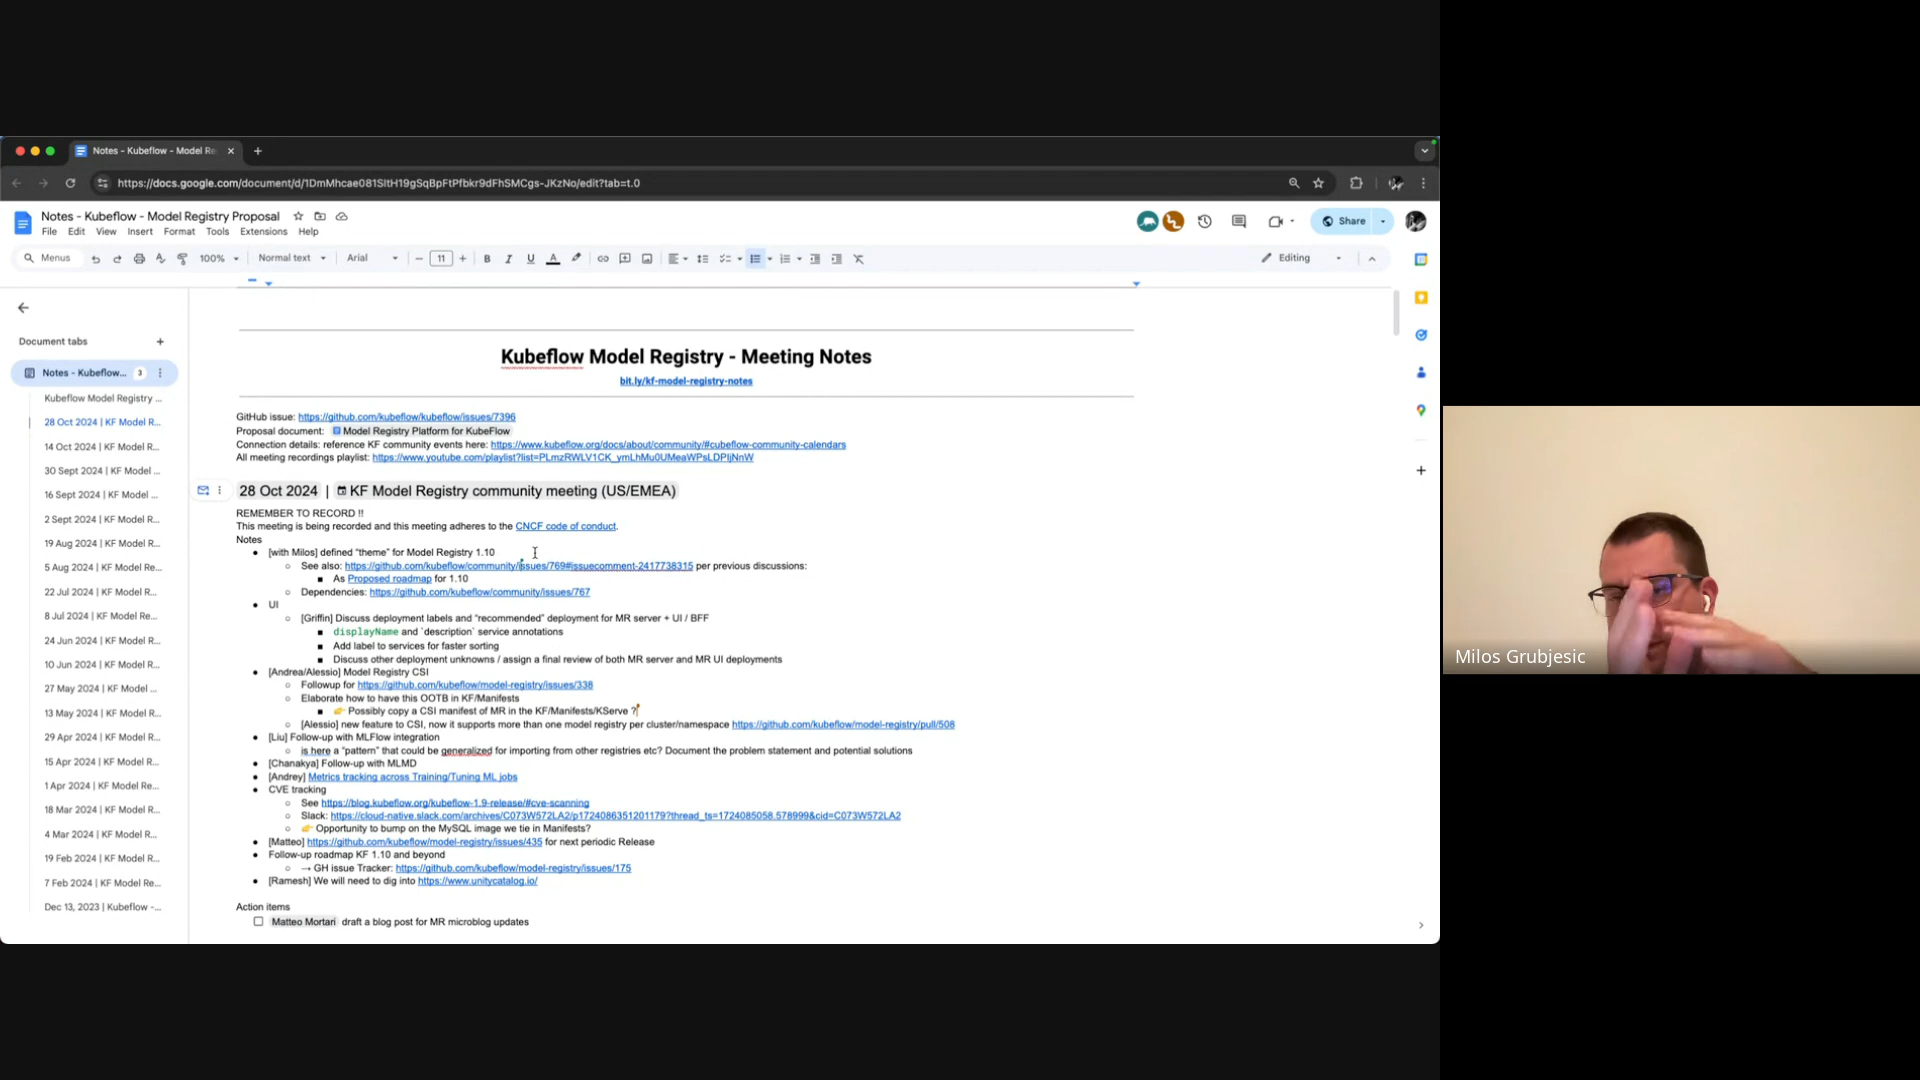 Notes - Kubeflow - Model Re
https://docs.google.com/document/d/1DmMhcae081SltH19gSqBpFtPfbkr9dFhSMCgs-JKzNo/edit?tab=t.0
Notes - Kubeflow - Model Registry Proposal
File Edit View Insert Format Tools Extensions Help
Share
Menus 100% Normal text Arial 11 B I U A Editing
Document tabs
Notes - Kubeflow... 3
Kubeflow Model Registry ...
28 Oct 2024 | KF Model R...
14 Oct 2024 | KF Model R...
30 Sept 2024 | KF Model ...
16 Sept 2024 | KF Model ...
2 Sept 2024 | KF Model R...
19 Aug 2024 | KF Model R...
5 Aug 2024 | KF Model Re...
22 Jul 2024 | KF Model R...
8 Jul 2024 | KF Model Re...
24 Jun 2024 | KF Model R...
10 Jun 2024 | KF Model R...
27 May 2024 | KF Model ...
13 May 2024 | KF Model R...
29 Apr 2024 | KF Model R...
15 Apr 2024 | KF Model R...
1 Apr 2024 | KF Model Re...
18 Mar 2024 | KF Model R...
4 Mar 2024 | KF Model R...
19 Feb 2024 | KF Model R...
7 Feb 2024 | KF Model Re...
Dec 13, 2023 | Kubeflow -...
Kubeflow Model Registry - Meeting Notes
bit.ly/kf-model-registry-notes
GitHub issue: https://github.com/kubeflow/kubeflow/issues/7396
Proposal document: Model Registry Platform for KubeFlow
Connection details: reference KF community events here: https://www.kubeflow.org/docs/about/community/#kubeflow-community-calendars
All meeting recordings playlist: https://www.youtube.com/playlist?list=PLmzRWLV1CK_ymLhMu0UMeaWPsLDPIjNnW
28 Oct 2024 | KF Model Registry community meeting (US/EMEA)
REMEMBER TO RECORD !!
This meeting is being recorded and this meeting adheres to the CNCF code of conduct.
Notes
● [with Milos] defined “theme” for Model Registry 1.10
○ See also: https://github.com/kubeflow/community/issues/769#issuecomment-2417738315 per previous discussions:
■ As Proposed roadmap for 1.10
○ Dependencies: https://github.com/kubeflow/community/issues/767
● UI
○ [Griffin] Discuss deployment labels and “recommended” deployment for MR server + UI / BFF
■ displayName and `description` service annotations
■ Add label to services for faster sorting
■ Discuss other deployment unknowns / assign a final review of both MR server and MR UI deployments
● [Andrea/Alessio] Model Registry CSI
○ Followup for https://github.com/kubeflow/model-registry/issues/338
○ Elaborate how to have this OOTB in KF/Manifests
■ 👉 Possibly copy a CSI manifest of MR in the KF/Manifests/KServe ?
○ [Alessio] new feature to CSI, now it supports more than one model registry per cluster/namespace https://github.com/kubeflow/model-registry/pull/508
● [Liu] Follow-up with MLFlow integration
○ is here a “pattern” that could be generalized for importing from other registries etc? Document the problem statement and potential solutions
● [Chanakya] Follow-up with MLMD
● [Andrey] Metrics tracking across Training/Tuning ML jobs
● CVE tracking
○ See https://blog.kubeflow.org/kubeflow-1.9-release/#cve-scanning
○ Slack: https://cloud-native.slack.com/archives/C073W572LA2/p1724086351201179?thread_ts=1724085058.578999&cid=C073W572LA2
○ 👉 Opportunity to bump on the MySQL image we tie in Manifests?
● [Matteo] https://github.com/kubeflow/model-registry/issues/435 for next periodic Release
● Follow-up roadmap KF 1.10 and beyond
○ → GH issue Tracker: https://github.com/kubeflow/model-registry/issues/175
● [Ramesh] We will need to dig into https://www.unitycatalog.io/
Action items
Matteo Mortari draft a blog post for MR microblog updates
Milos Grubjesic